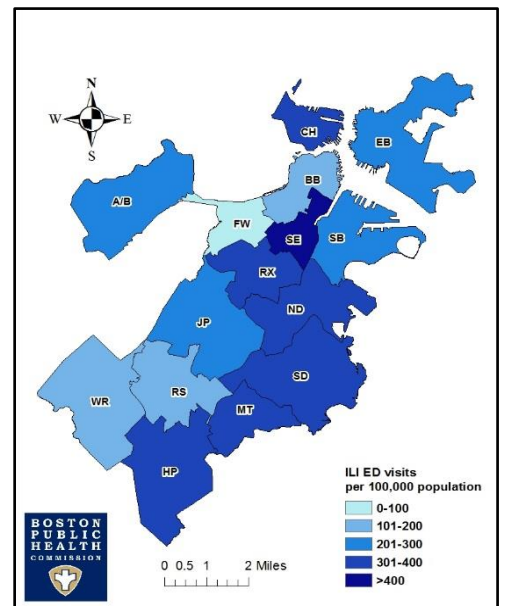 N
W E
S
CH
EB
A/B
BB
FW
SE
SB
RX
ND
JP
SD
WR
RS
MT
HP
ILI ED visits
per 100,000 population
0-100
101-200
201-300
301-400
>400
BOSTON
PUBLIC
HEALTH
COMMISSION
0 0.5 1 2 Miles